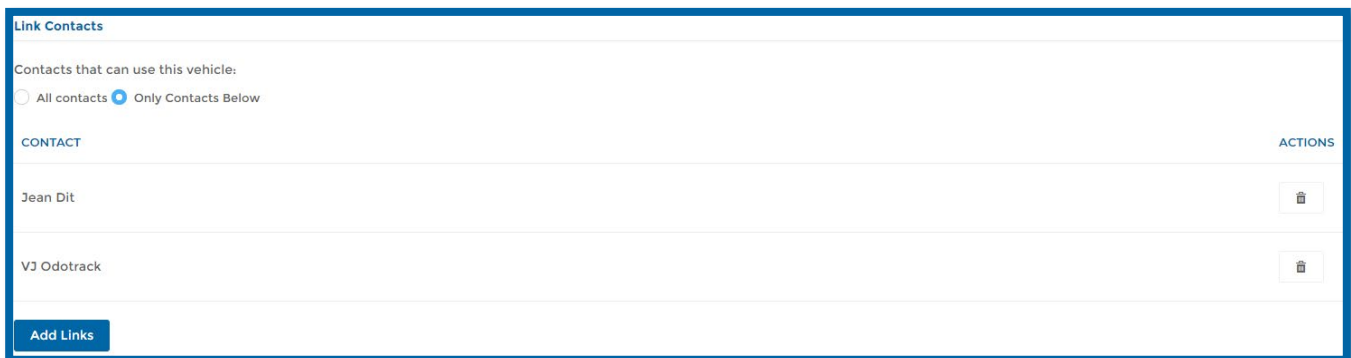 Link Contacts
Contacts that can use this vehicle:
All contacts Only Contacts Below
CONTACT ACTIONS
Jean Dit
VJ Odotrack
Add Links